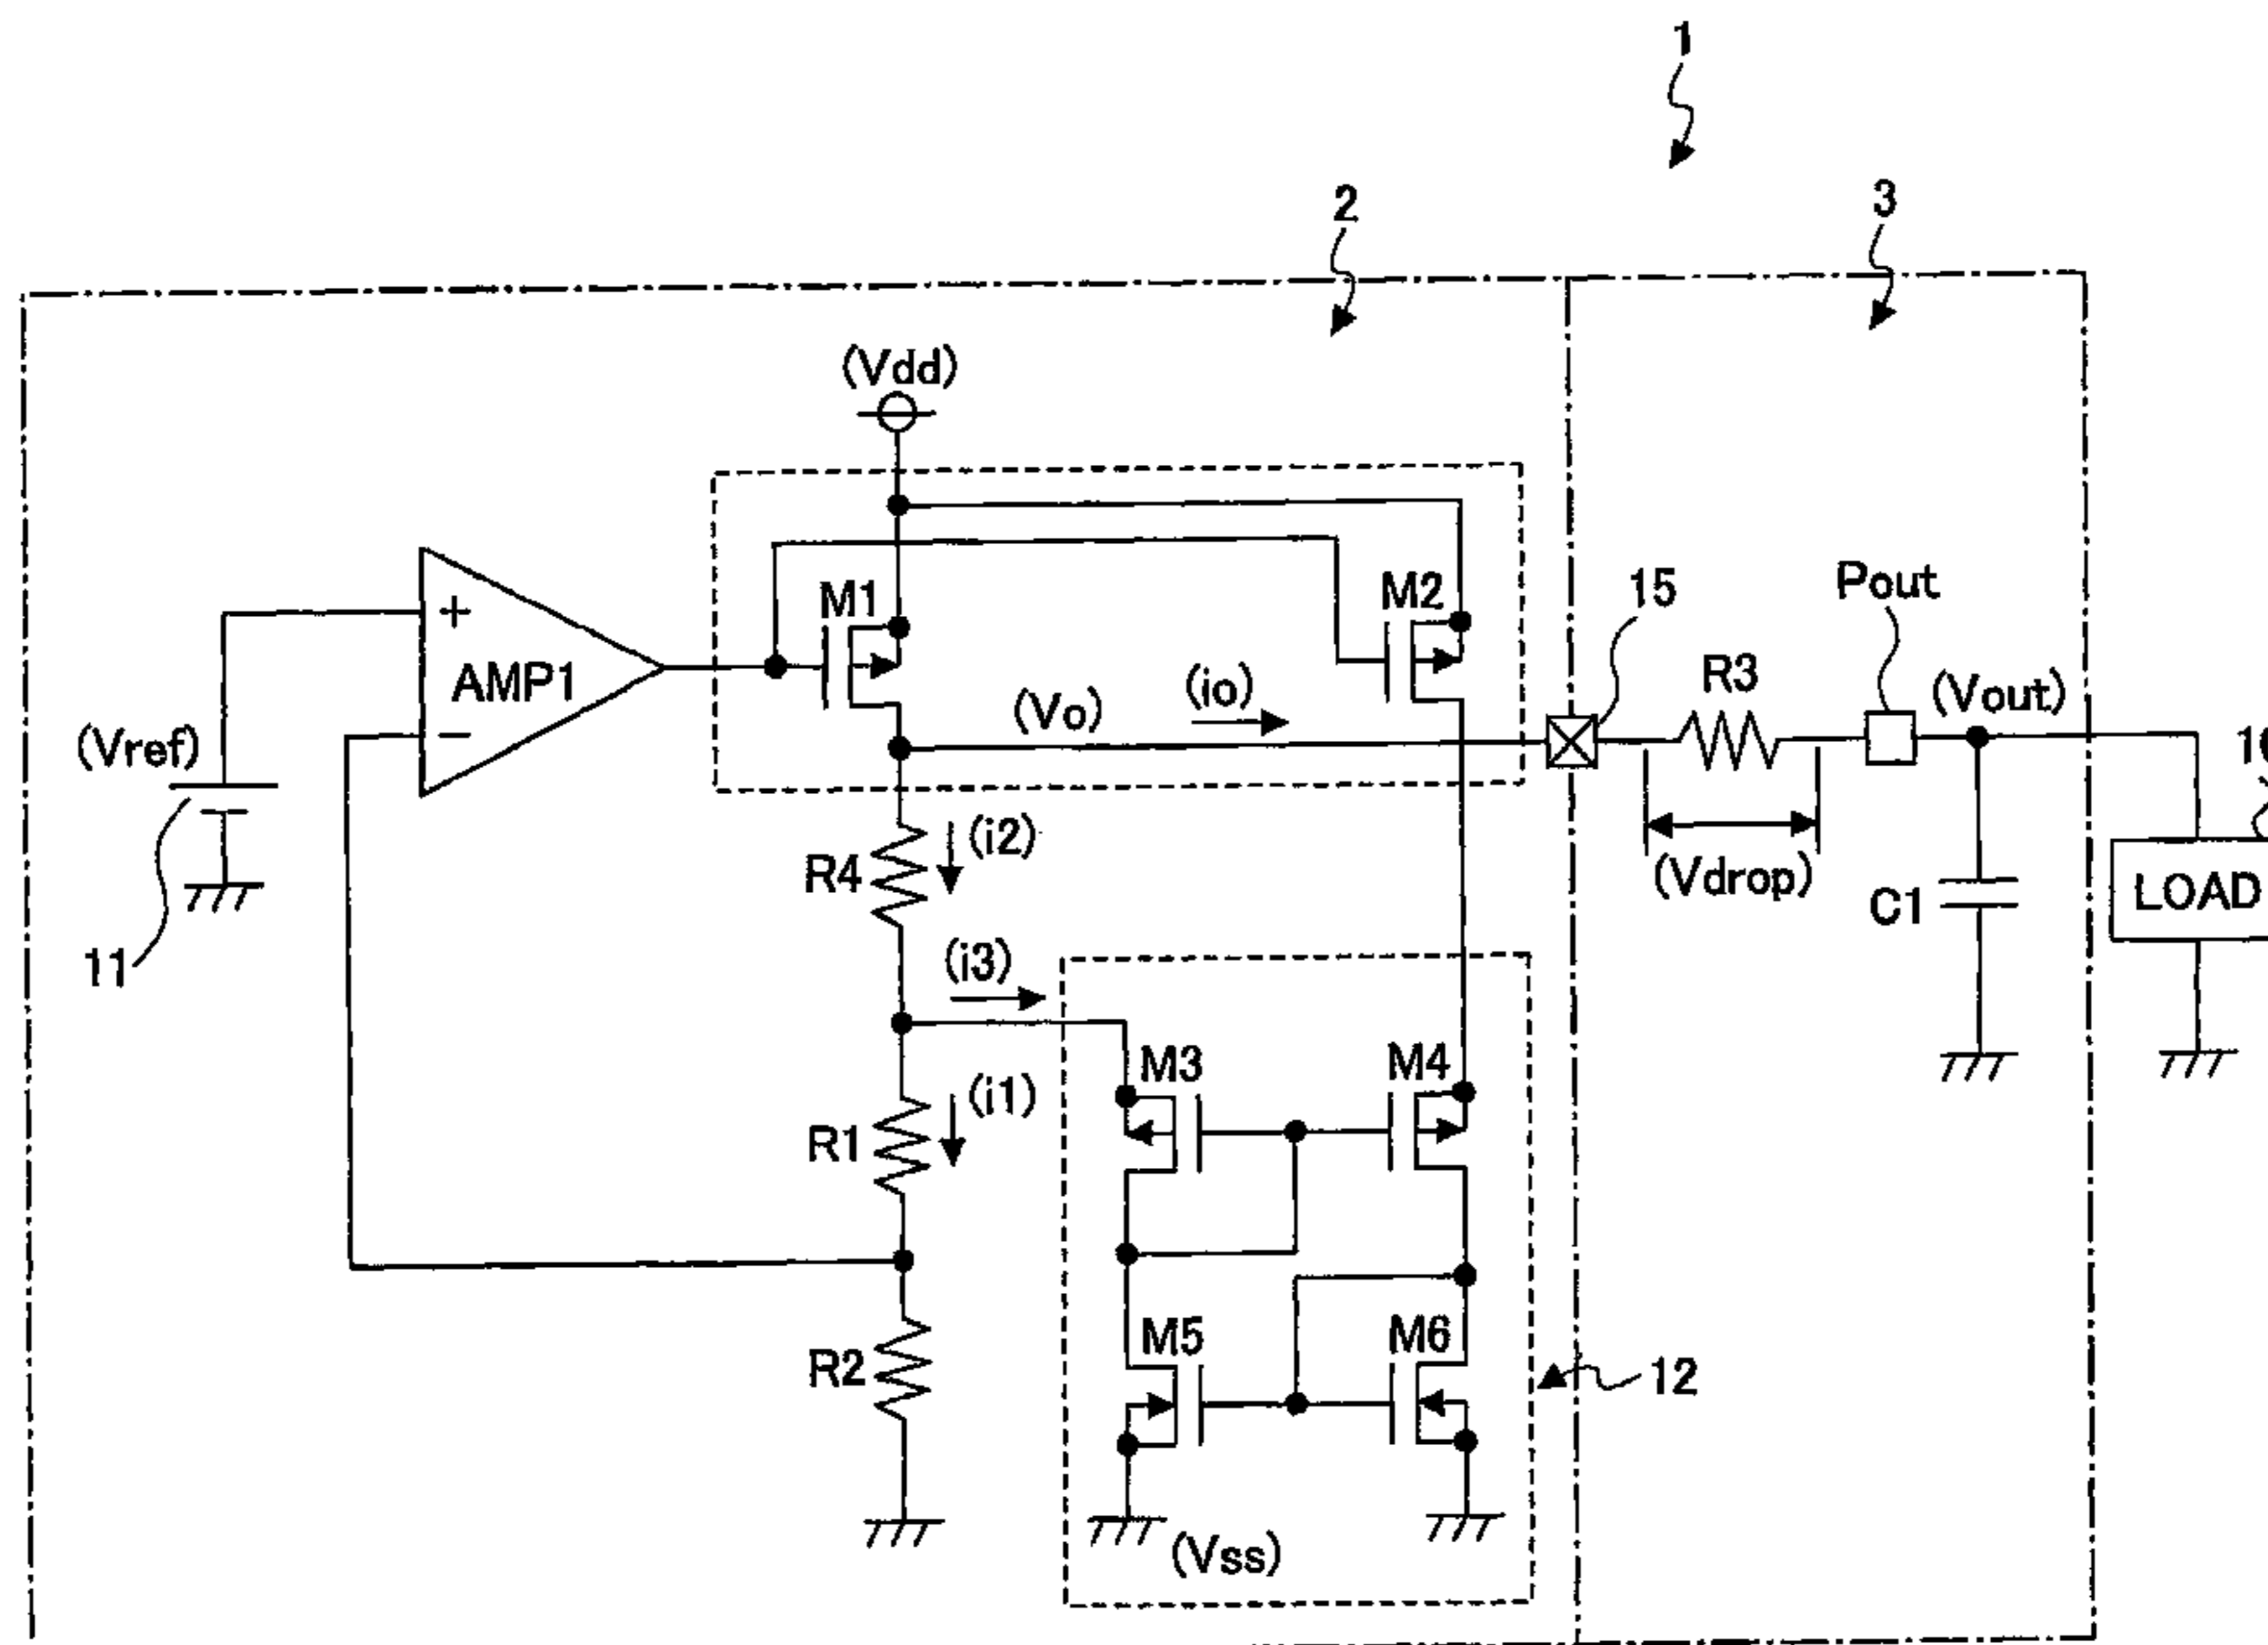 1
2
3
(Vdd)
M1
M2
15
Pout
+
AMP1
−
(Vref)
11
(Vo)
(io)
R3
(Vout)
(Vdrop)
C1
LOAD
R4
(i2)
(i3)
M3
M4
R1
(i1)
M5
M6
R2
12
(Vss)